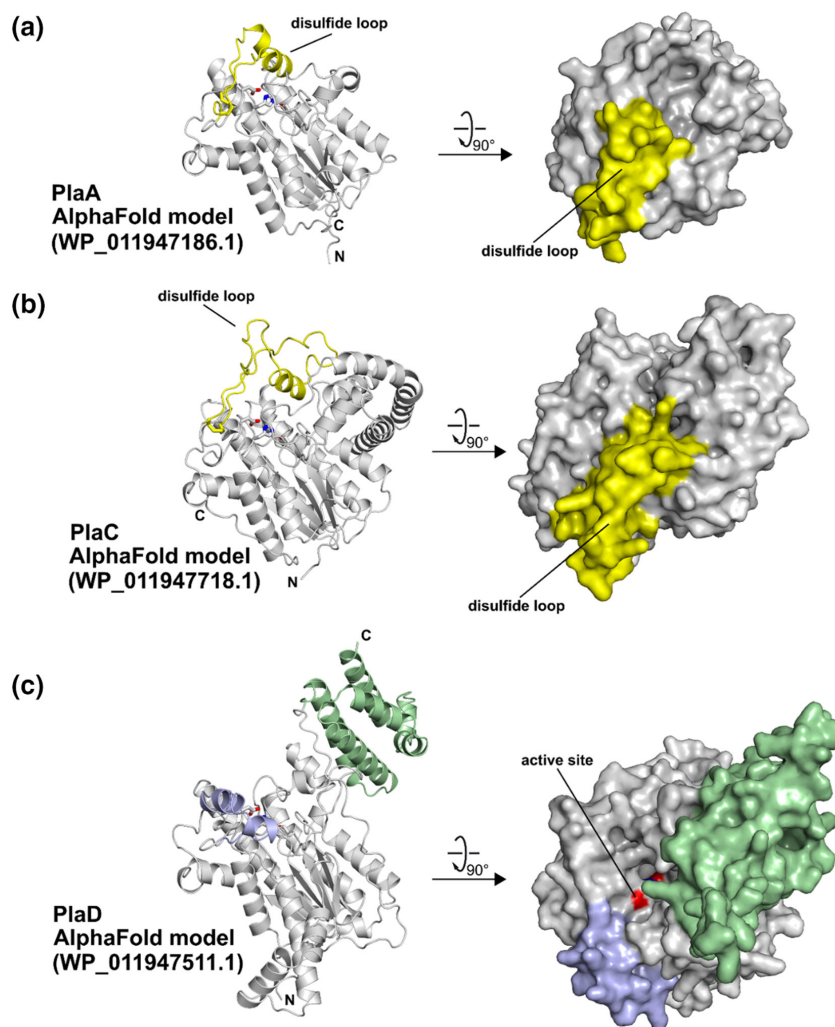 (a)
disulfide loop
90°
PlaA
AlphaFold model
(WP_011947186.1)
C
N
disulfide loop
(b)
disulfide loop
90°
C
PlaC
AlphaFold model
(WP_011947718.1)
N
disulfide loop
(c)
C
active site
90°
PlaD
AlphaFold model
(WP_011947511.1)
N